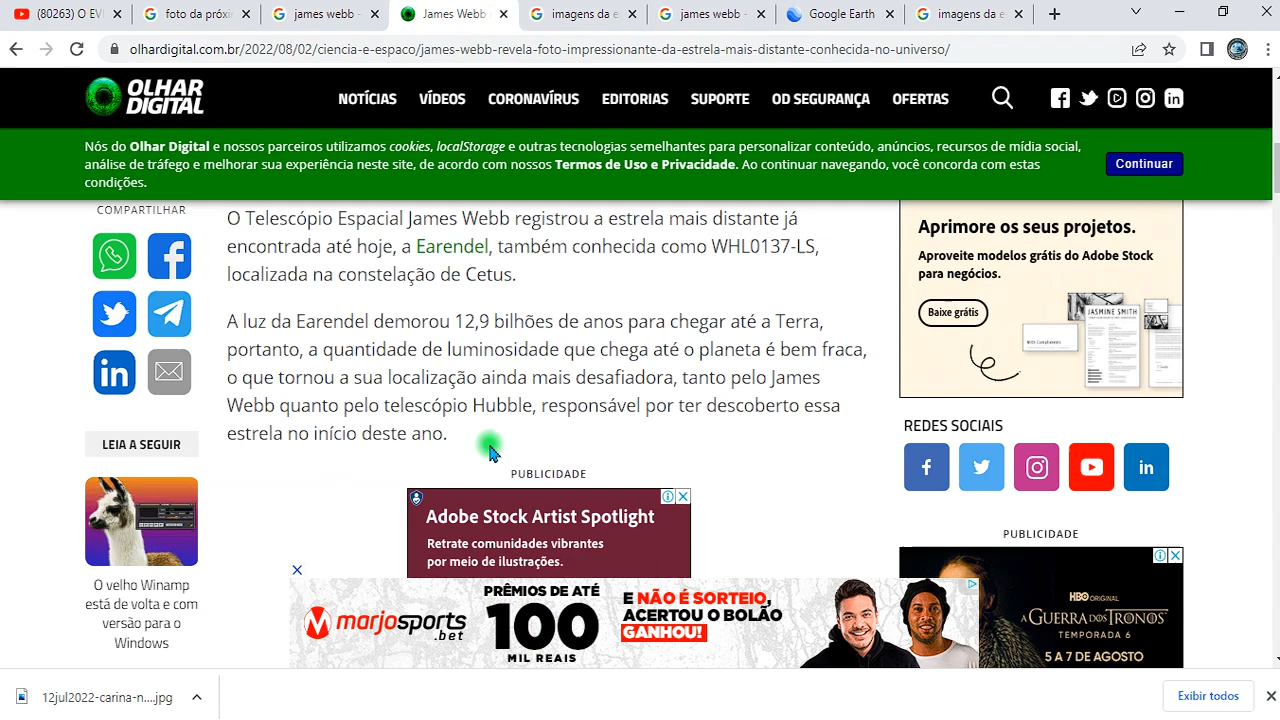 (80263) O EV
foto da próxi
james webb -
James Webb
imagens da e
james webb -
Google Earth
imagens da e
olhardigital.com.br/2022/08/02/ciencia-e-espaco/james-webb-revela-foto-impressionante-da-estrela-mais-distante-conhecida-no-universo/
OLHAR
DIGITAL
NOTÍCIAS
VÍDEOS
CORONAVÍRUS
EDITORIAS
SUPORTE
OD SEGURANÇA
OFERTAS
Nós do Olhar Digital e nossos parceiros utilizamos cookies, localStorage e outras tecnologias semelhantes para personalizar conteúdo, anúncios, recursos de mídia social,
análise de tráfego e melhorar sua experiência neste site, de acordo com nossos Termos de Uso e Privacidade. Ao continuar navegando, você concorda com estas
condições.
Continuar
COMPARTILHAR
O Telescópio Espacial James Webb registrou a estrela mais distante já
encontrada até hoje, a Earendel, também conhecida como WHL0137-LS,
localizada na constelação de Cetus.
A luz da Earendel demorou 12,9 bilhões de anos para chegar até a Terra,
portanto, a quantidade de luminosidade que chega até o planeta é bem fraca,
o que tornou a sua localização ainda mais desafiadora, tanto pelo James
Webb quanto pelo telescópio Hubble, responsável por ter descoberto essa
estrela no início deste ano.
LEIA A SEGUIR
O velho Winamp
está de volta e com
versão para o
Windows
PUBLICIDADE
Adobe Stock Artist Spotlight
Retrate comunidades vibrantes
por meio de ilustrações.
Aprimore os seus projetos.
Aproveite modelos grátis do Adobe Stock
para negócios.
Baixe grátis
JASMINE SMITH
REDES SOCIAIS
PUBLICIDADE
HBO ORIGINAL
A GUERRA DOS TRONOS
TEMPORADA 6
5 A 7 DE AGOSTO
marjosports
.bet
PRÊMIOS DE ATÉ
100
MIL REAIS
E NÃO É SORTEIO,
ACERTOU O BOLÃO
GANHOU!
12jul2022-carina-n....jpg
Exibir todos